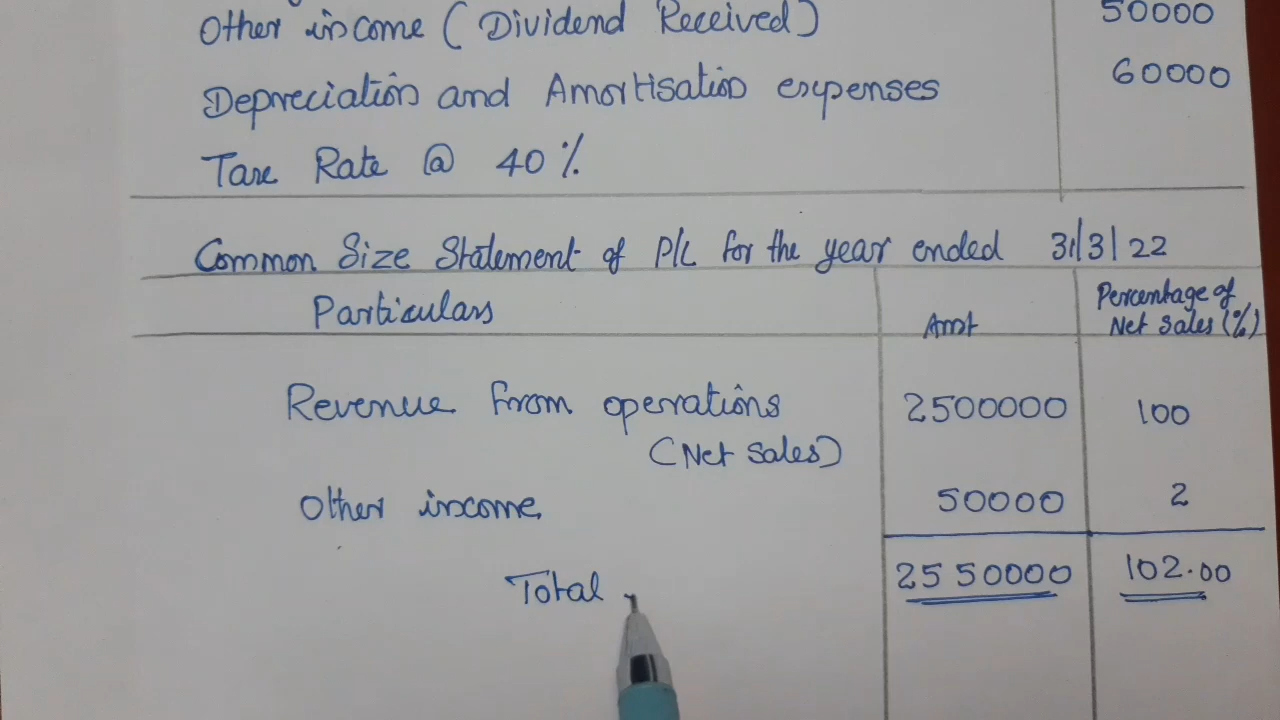 Other income (Dividend Received) 50000
Depreciation and Amortisation expenses 60000
Tax Rate @ 40%
Common Size Statement of P/L for the year ended 31/3/22
Particulars Amt Percentage of Net Sales (%)
Revenue from operations 2500000 100
(Net Sales)
Other income 50000 2
Total 2550000 102.00